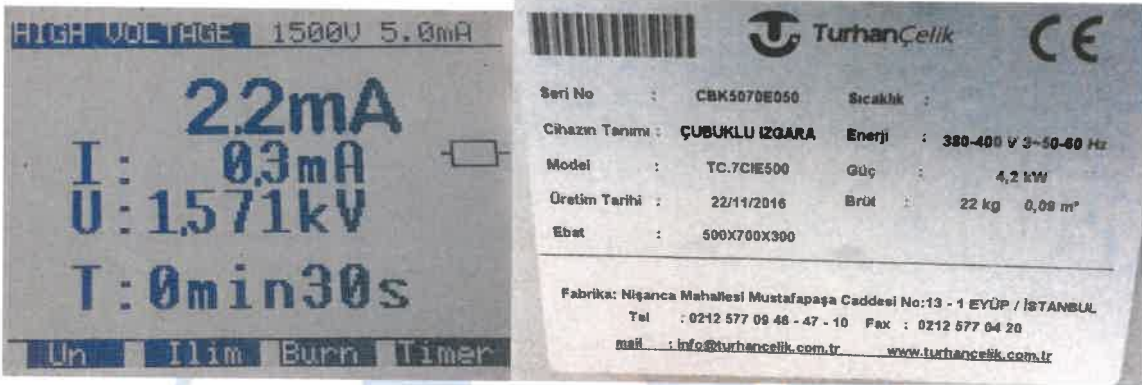 HIGH VOLTAGE 1500V 5.0mA
2.2mA
I: 0.3mA
U:1.571kV
T:0min30s
Un Ilim Burn Timer
TurhanÇelik CE
Seri No : CBK5070E050 Sıcaklık :
Cihazın Tanımı : ÇUBUKLU IZGARA Enerji : 380-400 V 3~50-60 Hz
Model : TC.7CIE500 Güç : 4,2 kW
Üretim Tarihi : 22/11/2016 Brüt : 22 kg 0,09 m³
Ebat : 500X700X300
Fabrika: Nişanca Mahallesi Mustafapaşa Caddesi No:13 - 1 EYÜP / İSTANBUL
Tel : 0212 577 09 46 - 47 - 10 Fax : 0212 577 04 20
mail : info@turhancelik.com.tr www.turhancelik.com.tr